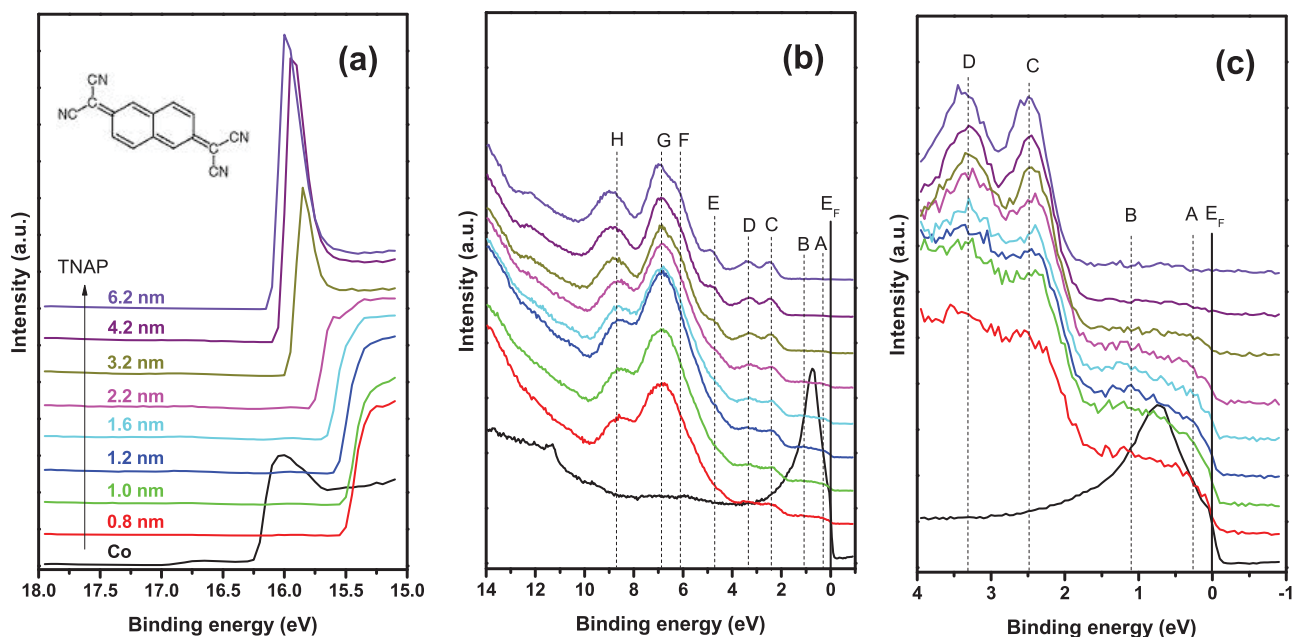 (a)
CN
NC
CN
CN
NC
TNAP
6.2 nm
4.2 nm
3.2 nm
2.2 nm
1.6 nm
1.2 nm
1.0 nm
0.8 nm
Co
Intensity (a.u.)
18.0 17.5 17.0 16.5 16.0 15.5 15.0
Binding energy (eV)
(b)
H G F E D C B A E_F
Intensity (a.u.)
14 12 10 8 6 4 2 0
Binding energy (eV)
(c)
D C B A E_F
Intensity (a.u.)
4 3 2 1 0 -1
Binding energy (eV)